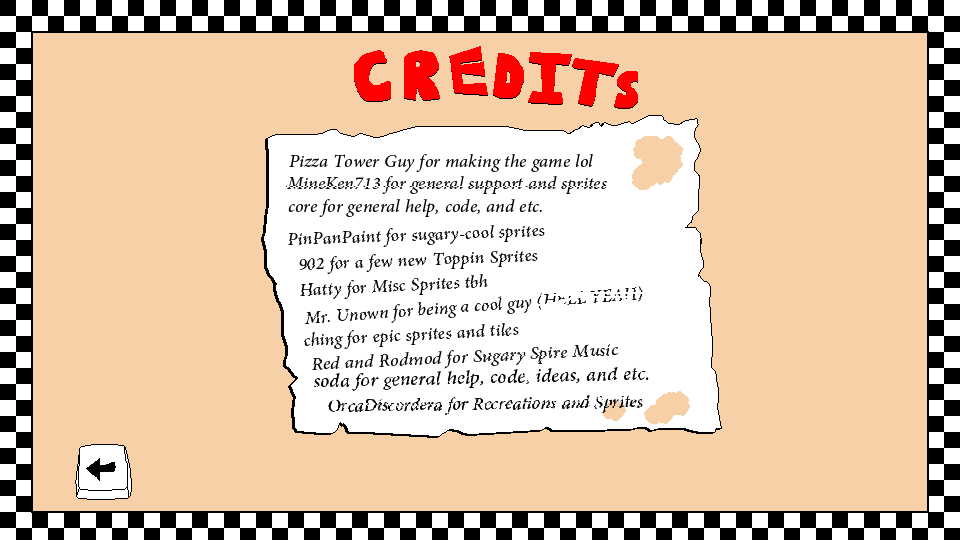 CREDITS
Pizza Tower Guy for making the game lol
MineKen713 for general support and sprites
core for general help, code, and etc.
PinPanPaint for sugary-cool sprites
902 for a few new Toppin Sprites
Hatty for Misc Sprites tbh
Mr. Unown for being a cool guy (HELL YEAH)
ching for epic sprites and tiles
Red and Rodmod for Sugary Spire Music
soda for general help, code, ideas, and etc.
OrcaDiscordera for Recreations and Sprites